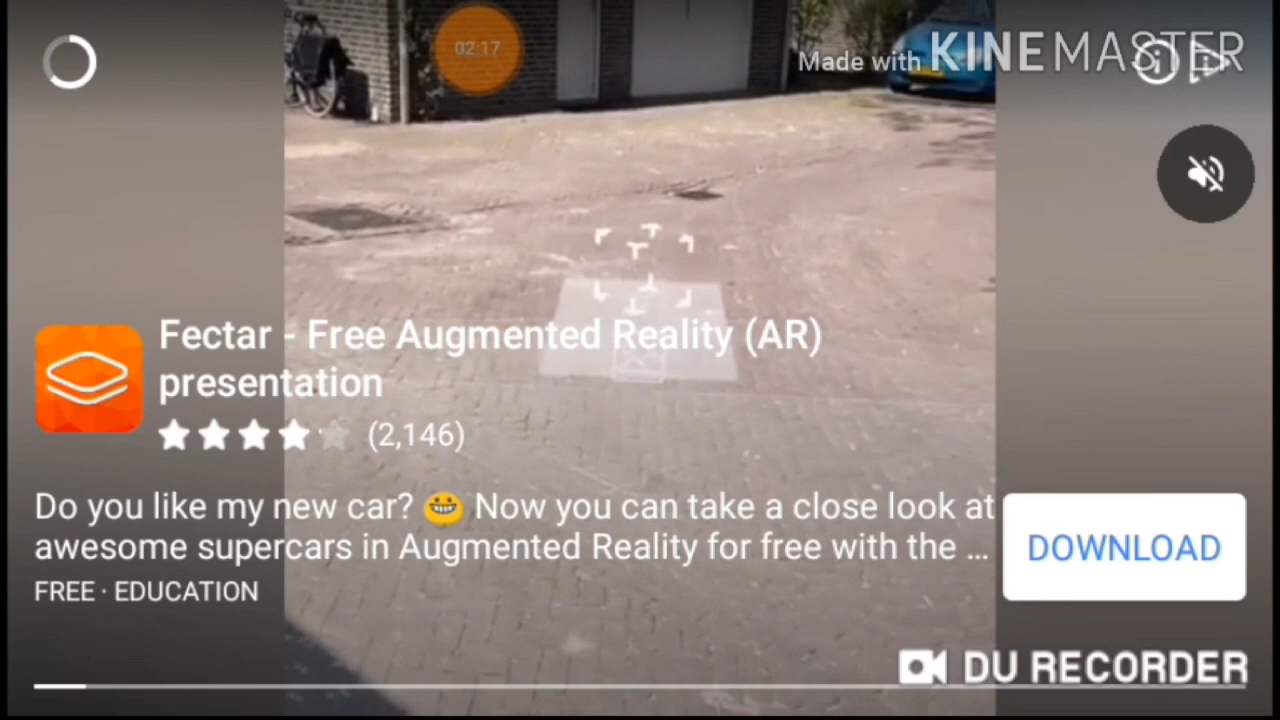 02:17
Made with KINEMASTER
Fectar - Free Augmented Reality (AR)
presentation
(2,146)
Do you like my new car? 😀 Now you can take a close look at
awesome supercars in Augmented Reality for free with the ...
DOWNLOAD
FREE · EDUCATION
DU RECORDER